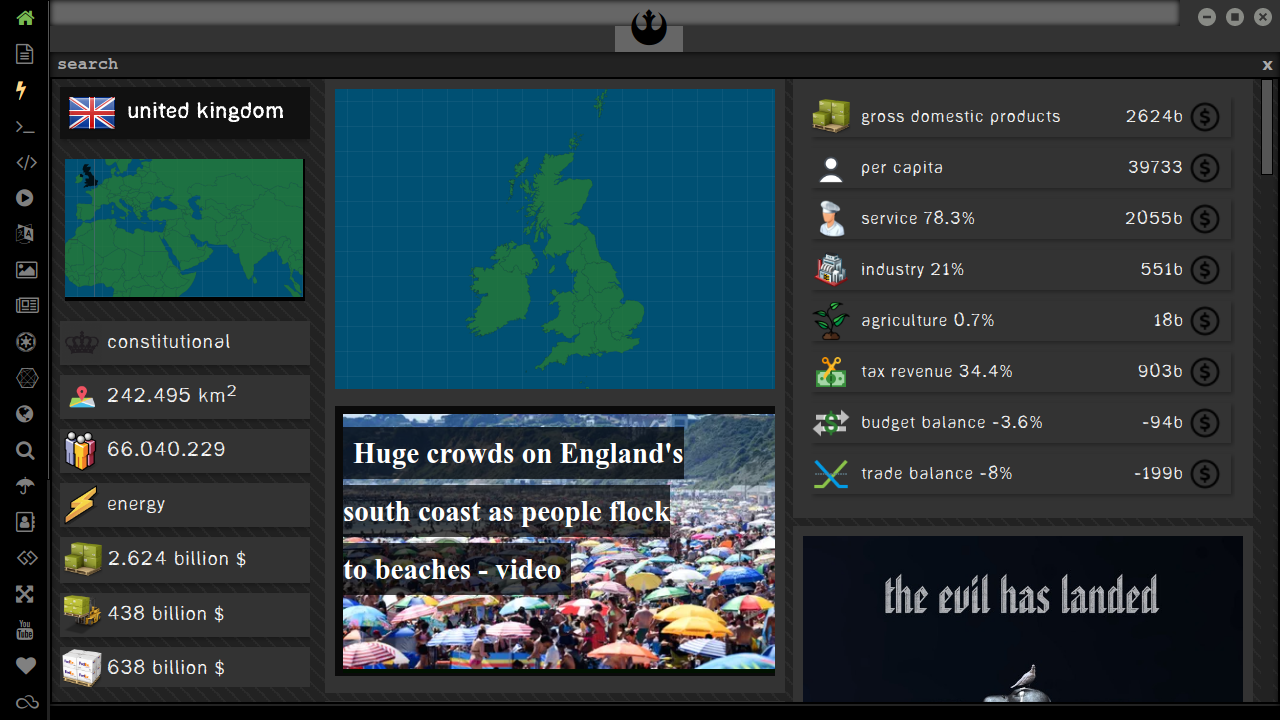 search
x
united kingdom
constitutional
242.495 km²
66.040.229
energy
2.624 billion $
438 billion $
638 billion $
Huge crowds on England's
south coast as people flock
to beaches - video
gross domestic products 2624b
per capita 39733
service 78.3% 2055b
industry 21% 551b
agriculture 0.7% 18b
tax revenue 34.4% 903b
budget balance -3.6% -94b
trade balance -8% -199b
the evil has landed
You
Tube